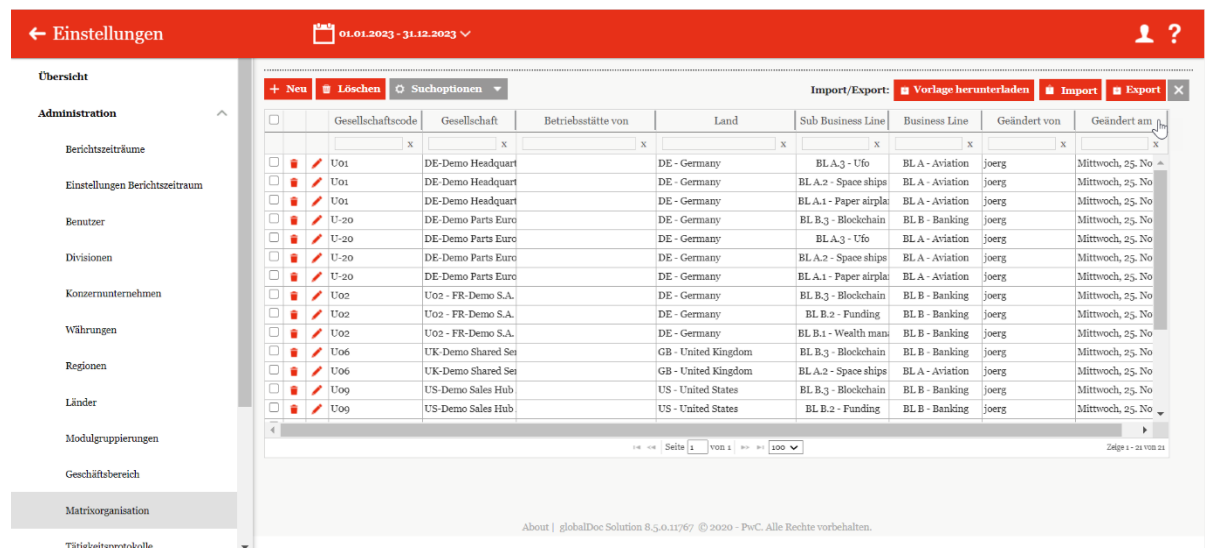 ← Einstellungen 01.01.2023 - 31.12.2023 ?
Übersicht
Administration
Berichtszeiträume
Einstellungen Berichtszeitraum
Benutzer
Divisionen
Konzernunternehmen
Währungen
Regionen
Länder
Modulgruppierungen
Geschäftsbereich
Matrixorganisation
Tätigkeitsprotokolle
+ Neu Löschen Suchoptionen Import/Export: Vorlage herunterladen Import Export X
Gesellschaftscode Gesellschaft Betriebsstätte von Land Sub Business Line Business Line Geändert von Geändert am
x x x x x x x x
U01 DE-Demo Headquart DE - Germany BL A.3 - Ufo BL A - Aviation joerg Mittwoch, 25. No
U01 DE-Demo Headquart DE - Germany BL A.2 - Space ships BL A - Aviation joerg Mittwoch, 25. No
U01 DE-Demo Headquart DE - Germany BL A.1 - Paper airpla BL A - Aviation joerg Mittwoch, 25. No
U-20 DE-Demo Parts Euro DE - Germany BL B.3 - Blockchain BL B - Banking joerg Mittwoch, 25. No
U-20 DE-Demo Parts Euro DE - Germany BL A.3 - Ufo BL A - Aviation joerg Mittwoch, 25. No
U-20 DE-Demo Parts Euro DE - Germany BL A.2 - Space ships BL A - Aviation joerg Mittwoch, 25. No
U-20 DE-Demo Parts Euro DE - Germany BL A.1 - Paper airpla BL A - Aviation joerg Mittwoch, 25. No
U02 U02 - FR-Demo S.A. DE - Germany BL B.3 - Blockchain BL B - Banking joerg Mittwoch, 25. No
U02 U02 - FR-Demo S.A. DE - Germany BL B.2 - Funding BL B - Banking joerg Mittwoch, 25. No
U02 U02 - FR-Demo S.A. DE - Germany BL B.1 - Wealth man BL B - Banking joerg Mittwoch, 25. No
U06 UK-Demo Shared Ser GB - United Kingdom BL B.3 - Blockchain BL B - Banking joerg Mittwoch, 25. No
U06 UK-Demo Shared Ser GB - United Kingdom BL A.2 - Space ships BL A - Aviation joerg Mittwoch, 25. No
U09 US-Demo Sales Hub US - United States BL B.3 - Blockchain BL B - Banking joerg Mittwoch, 25. No
U09 US-Demo Sales Hub US - United States BL B.2 - Funding BL B - Banking joerg Mittwoch, 25. No
Seite 1 von 1 100 Zeige 1 - 21 von 21
About | globalDoc Solution 8.5.0.11767 © 2020 - PwC. Alle Rechte vorbehalten.